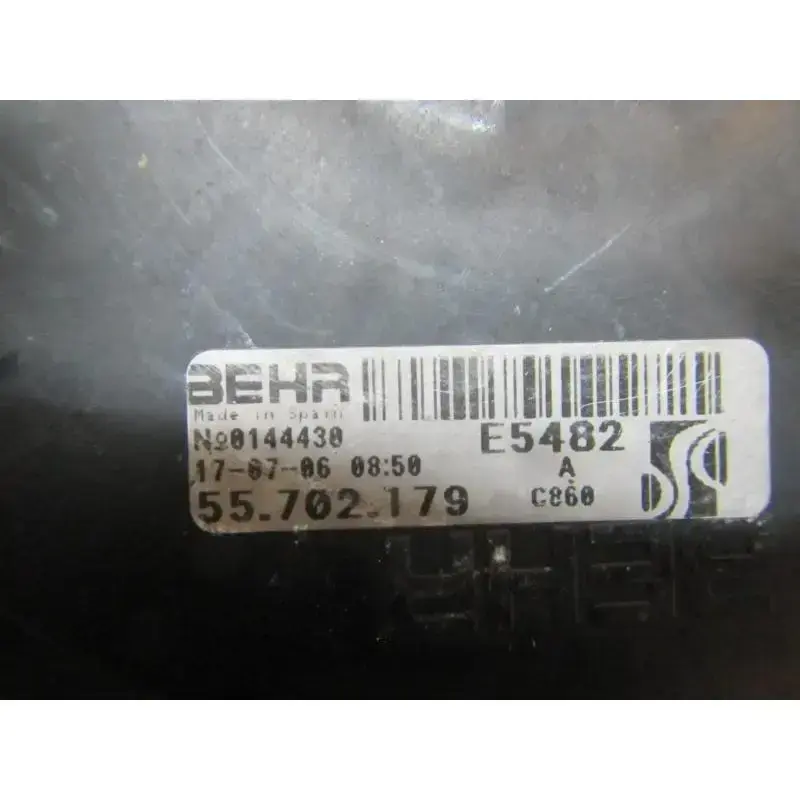 BEHR
Made in Spain
No0144430
17-07-06 08:50
55.702.179
E5482
A
C860